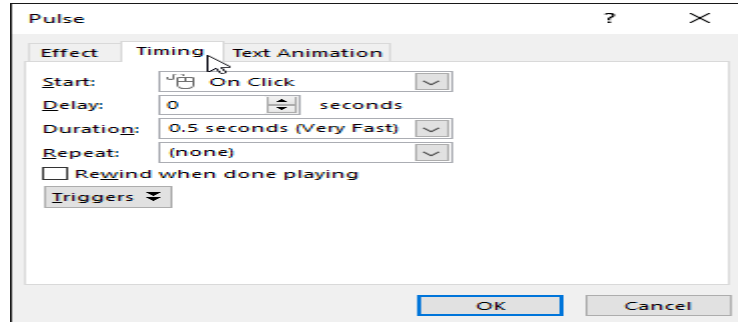 Pulse ?
Effect Timing Text Animation
Start: On Click
Delay: 0 seconds
Duration: 0.5 seconds (Very Fast)
Repeat: (none)
Rewind when done playing
Triggers
OK Cancel